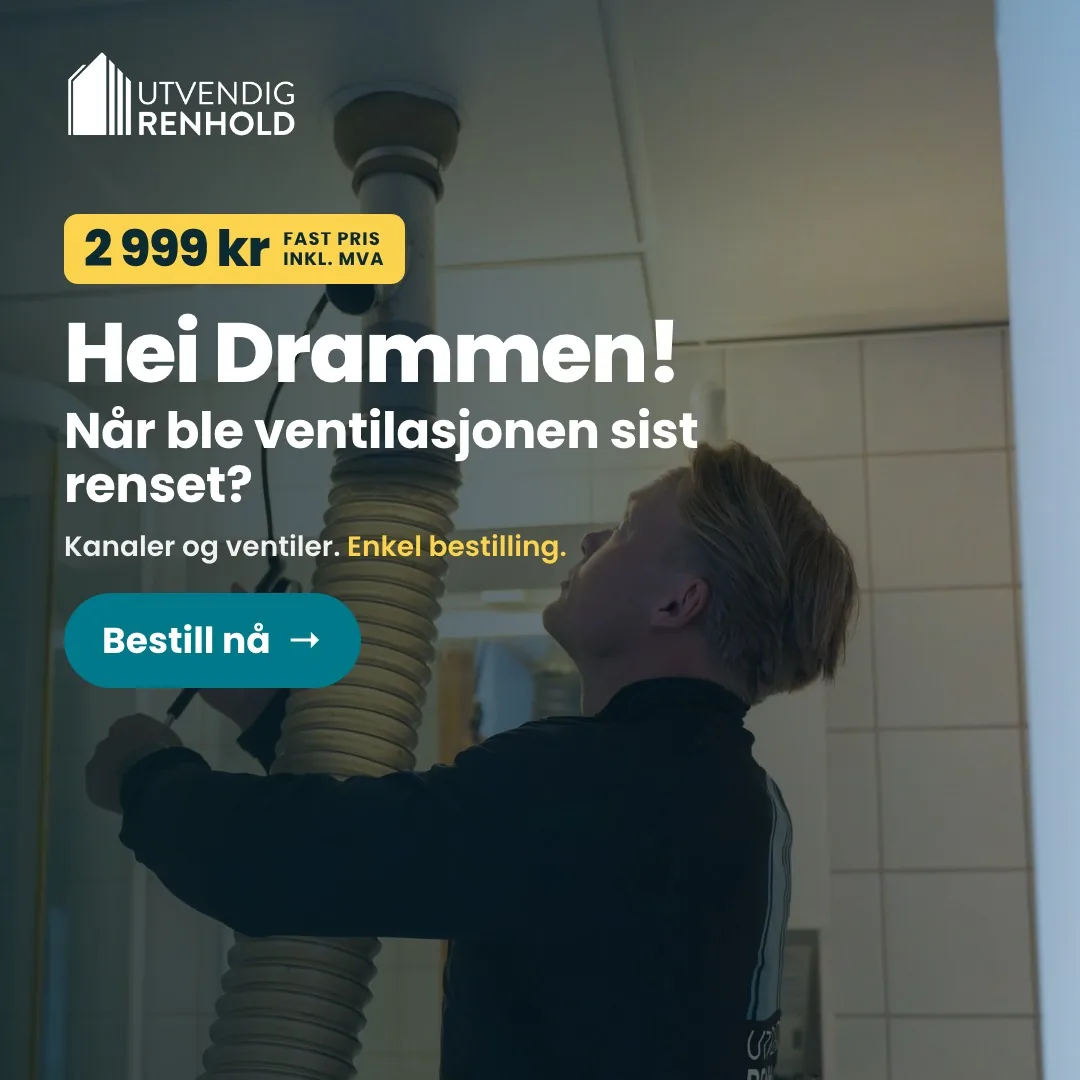 UTVENDIG
RENHOLD
2 999 kr FAST PRIS
INKL. MVA
Hei Drammen!
Når ble ventilasjonen sist
renset?
Kanaler og ventiler. Enkel bestilling.
Bestill nå →